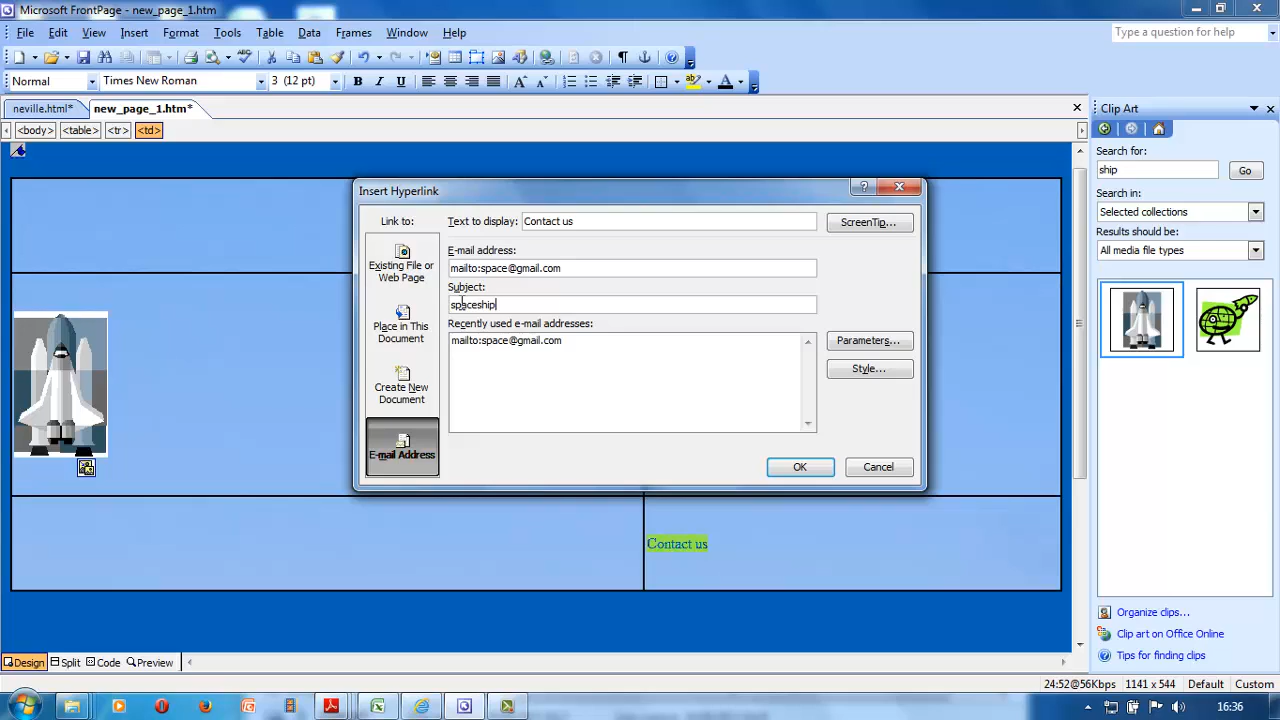 Microsoft FrontPage - new_page_1.htm
File Edit View Insert Format Tools Table Data Frames Window Help
Type a question for help
Normal Times New Roman 3 (12 pt) B I U A A A
neville.html* new_page_1.htm*
<body> <table> <tr> <td>
Clip Art
Search for:
ship
Go
Search in:
Selected collections
Results should be:
All media file types
Insert Hyperlink
Link to:
Text to display: Contact us
ScreenTip...
Existing File or
Web Page
E-mail address:
mailto:space@gmail.com
Subject:
spaceship
Place in This
Document
Recently used e-mail addresses:
mailto:space@gmail.com
Parameters...
Style...
Create New
Document
E-mail Address
OK Cancel
Contact us
Organize clips...
Clip art on Office Online
Tips for finding clips
Design Split Code Preview
24:52@56Kbps 1141 x 544 Default Custom
16:36